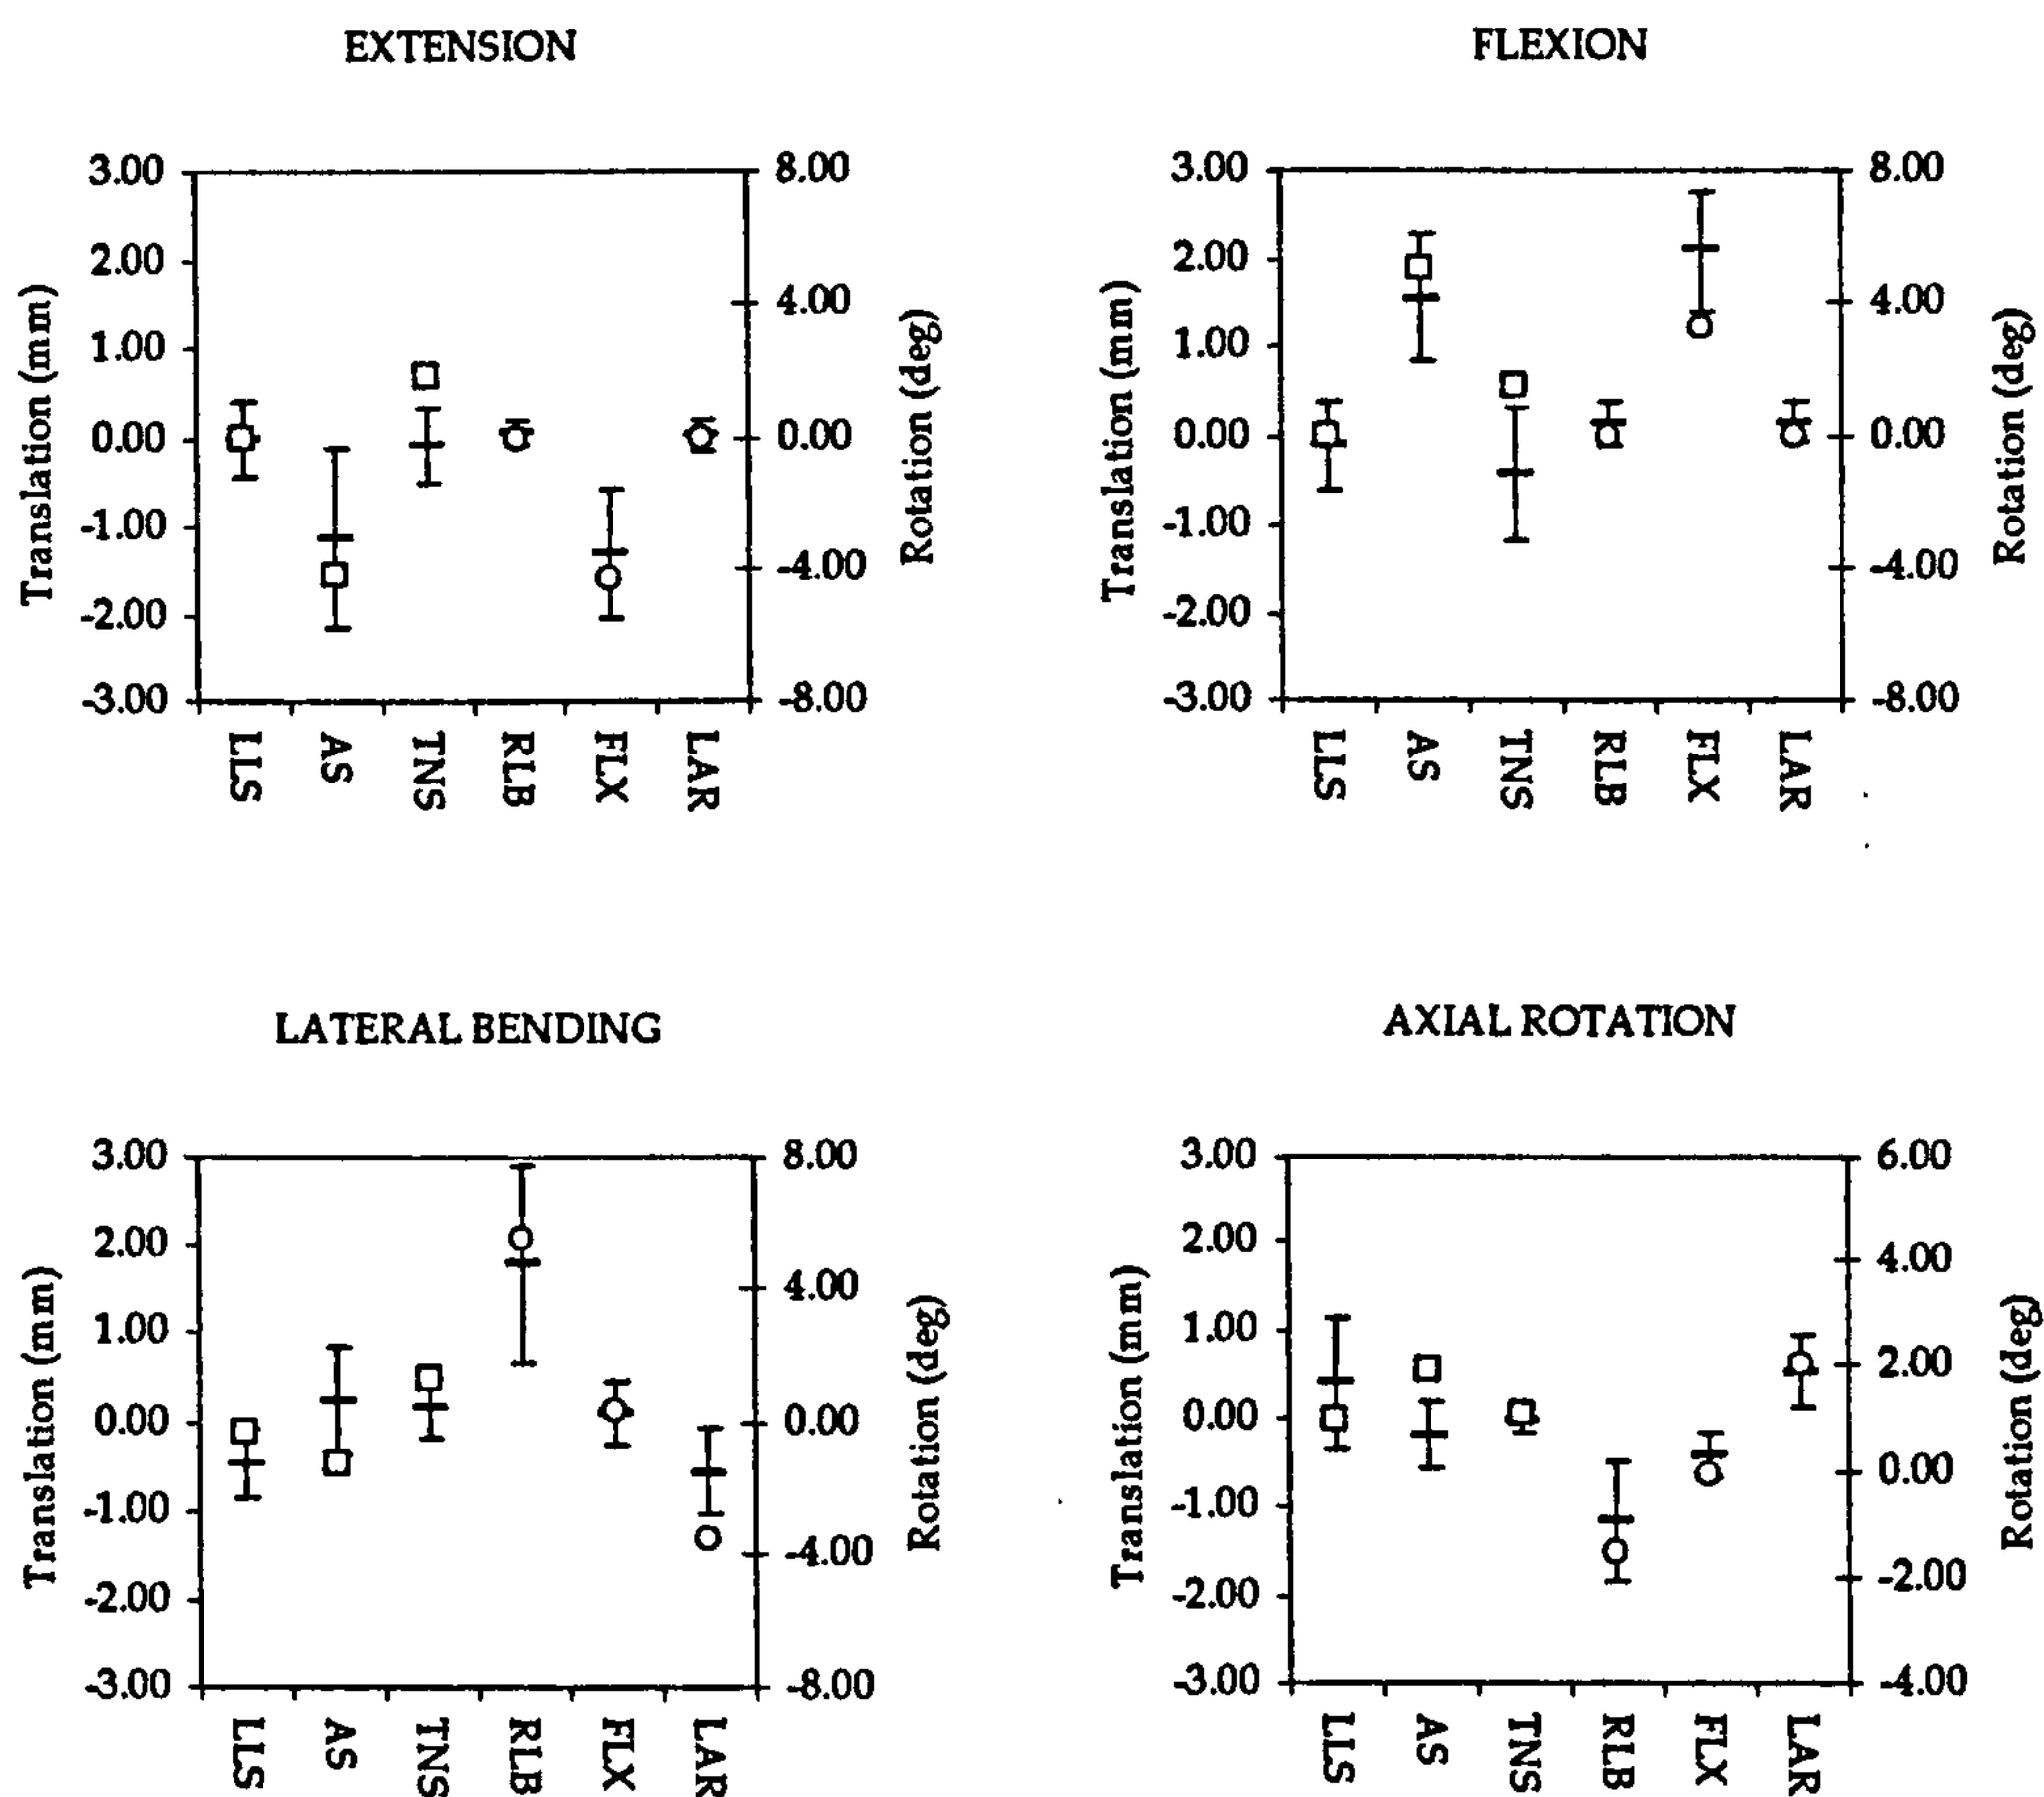 EXTENSION
3.00
2.00
1.00
0.00
-1.00
-2.00
-3.00
Translation (mm)
8.00
4.00
0.00
-4.00
-8.00
Rotation (deg)
LLS
AS
TNS
RLB
FLX
LAR
FLEXION
3.00
2.00
1.00
0.00
-1.00
-2.00
-3.00
Translation (mm)
8.00
4.00
0.00
-4.00
-8.00
Rotation (deg)
LLS
AS
TNS
RLB
FLX
LAR
LATERAL BENDING
3.00
2.00
1.00
0.00
-1.00
-2.00
-3.00
Translation (mm)
8.00
4.00
0.00
-4.00
-8.00
Rotation (deg)
LLS
AS
TNS
RLB
FLX
LAR
AXIAL ROTATION
3.00
2.00
1.00
0.00
-1.00
-2.00
-3.00
Translation (mm)
6.00
4.00
2.00
0.00
-2.00
-4.00
Rotation (deg)
LLS
AS
TNS
RLB
FLX
LAR